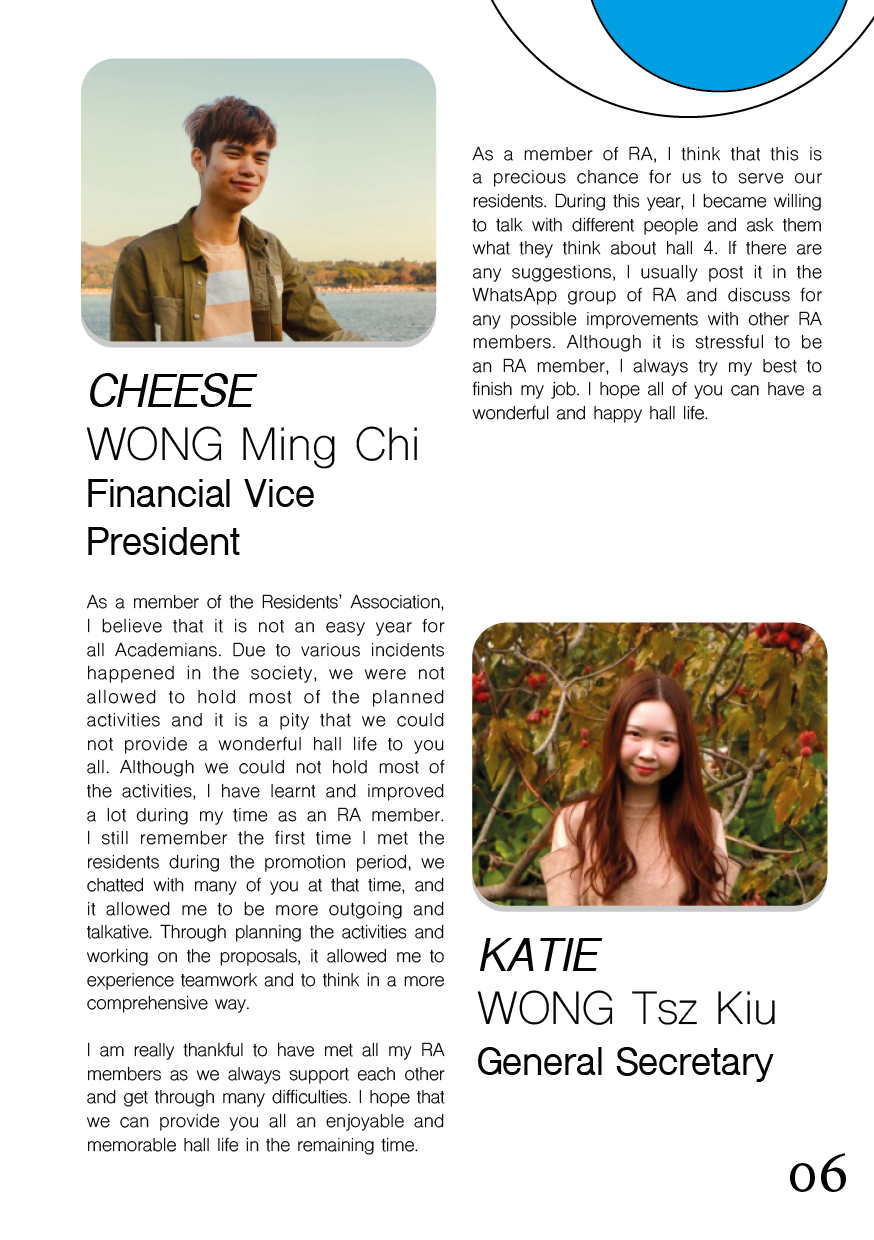 CHEESE
WONG Ming Chi
Financial Vice
President
As a member of the Residents’ Association,
I believe that it is not an easy year for
all Academians. Due to various incidents
happened in the society, we were not
allowed to hold most of the planned
activities and it is a pity that we could
not provide a wonderful hall life to you
all. Although we could not hold most of
the activities, I have learnt and improved
a lot during my time as an RA member.
I still remember the first time I met the
residents during the promotion period, we
chatted with many of you at that time, and
it allowed me to be more outgoing and
talkative. Through planning the activities and
working on the proposals, it allowed me to
experience teamwork and to think in a more
comprehensive way.
I am really thankful to have met all my RA
members as we always support each other
and get through many difficulties. I hope that
we can provide you all an enjoyable and
memorable hall life in the remaining time.
As a member of RA, I think that this is
a precious chance for us to serve our
residents. During this year, I became willing
to talk with different people and ask them
what they think about hall 4. If there are
any suggestions, I usually post it in the
WhatsApp group of RA and discuss for
any possible improvements with other RA
members. Although it is stressful to be
an RA member, I always try my best to
finish my job. I hope all of you can have a
wonderful and happy hall life.
KATIE
WONG Tsz Kiu
General Secretary
06